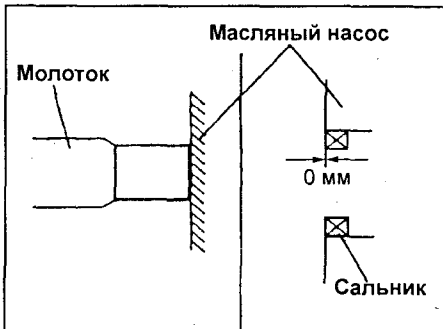 Масляный насос
Молоток
0 мм
Сальник